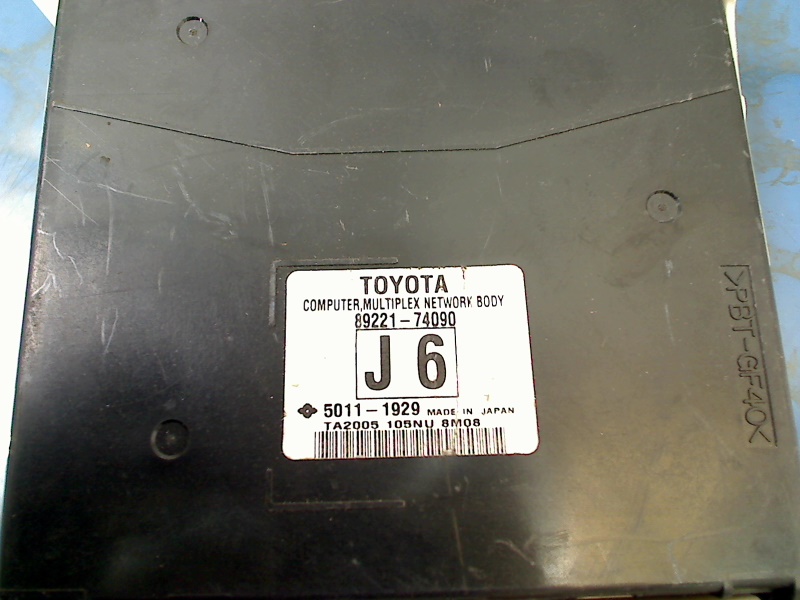 TOYOTA
COMPUTER,MULTIPLEX NETWORK BODY
89221-74090
J 6
5011-1929 MADE IN JAPAN
TA2005 105NU 8M08
>PBT-GF40<